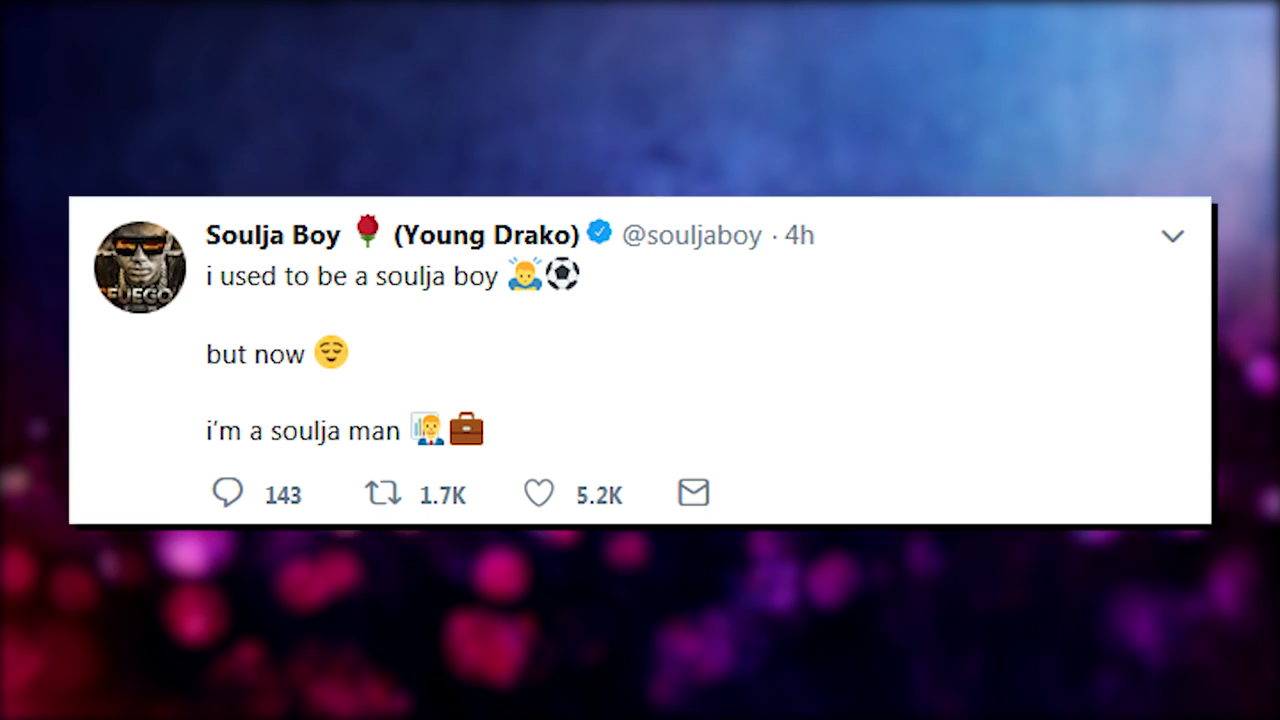 Soulja Boy 🌹 (Young Drako) @souljaboy · 4h
i used to be a soulja boy 🙇‍♂️⚽
but now 😌
i'm a soulja man 👨‍💼💼
143 1.7K 5.2K
FUEGO